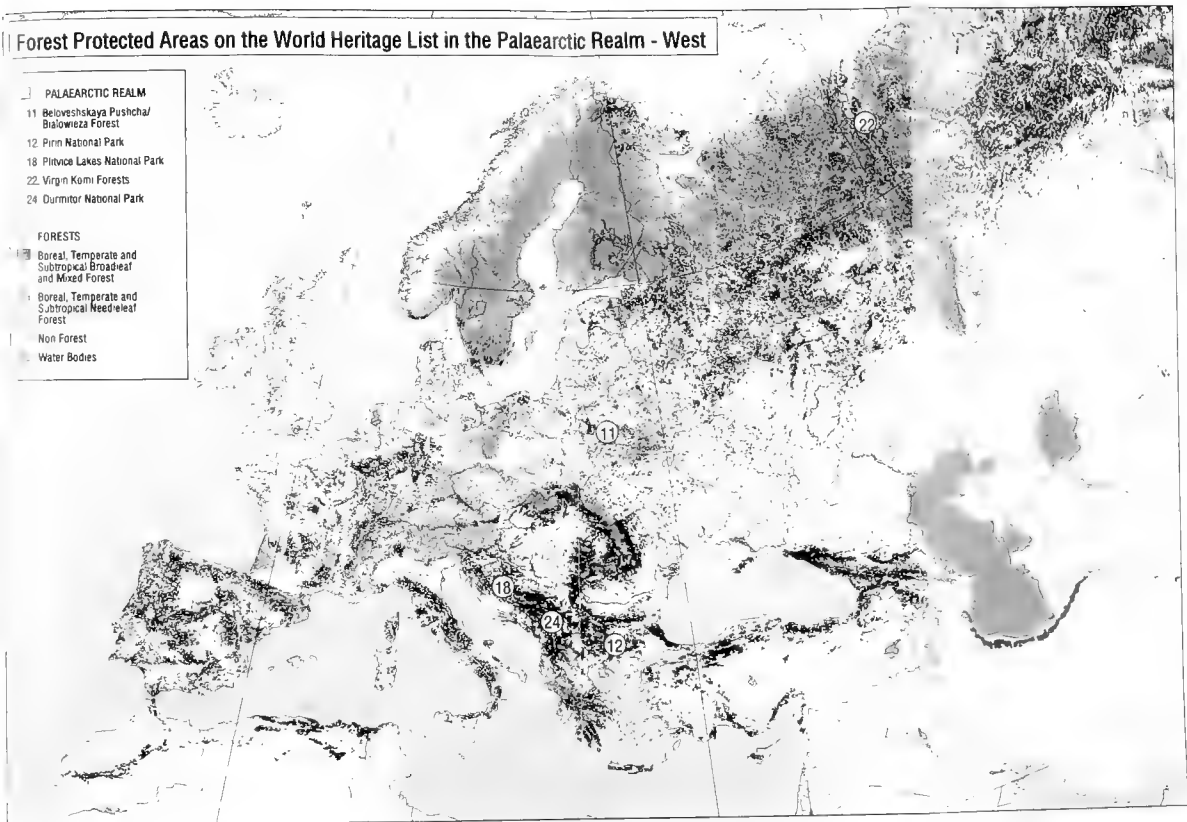 Forest Protected Areas on the World Heritage List in the Palaearctic Realm - West
PALAEARCTIC REALM
11 Beloveshskaya Pushcha/
Bialowieza Forest
12 Pirin National Park
18 Plitvice Lakes National Park
22 Virgin Komi Forests
24 Durmitor National Park
FORESTS
Boreal, Temperate and
Subtropical Broadleaf
and Mixed Forest
Boreal, Temperate and
Subtropical Needleleaf
Forest
Non Forest
Water Bodies
22
11
18
24
12